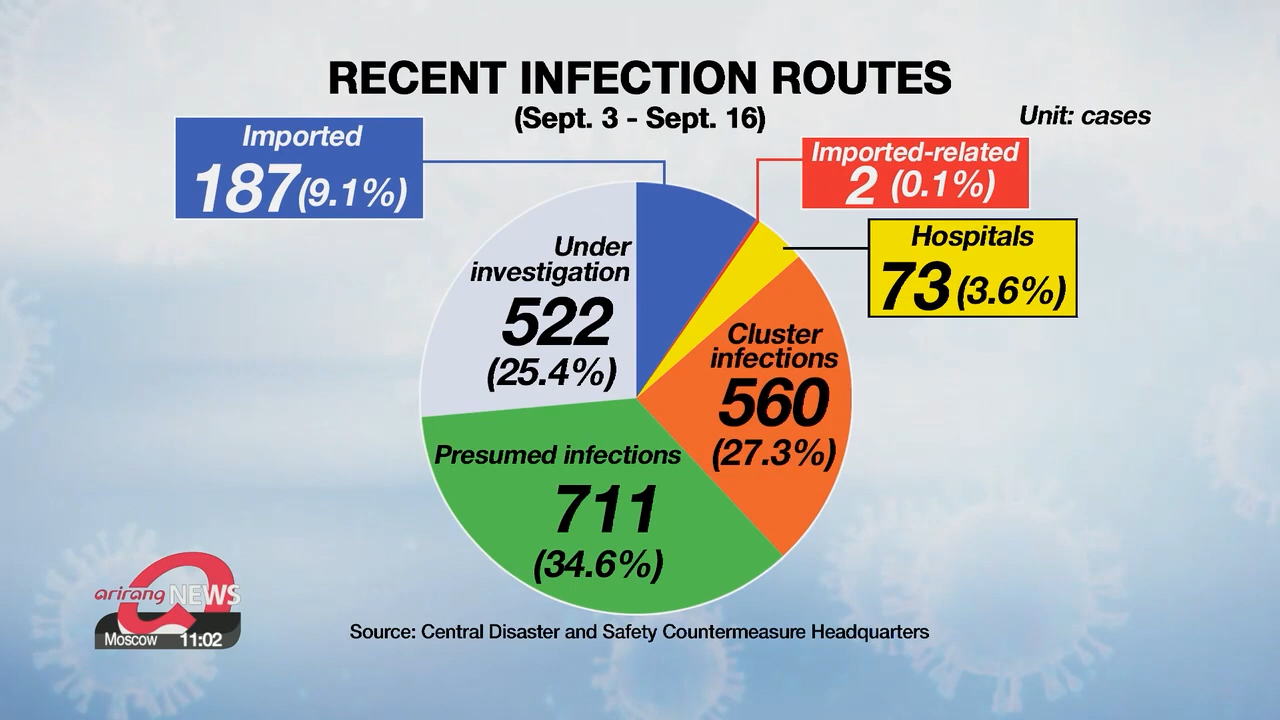 RECENT INFECTION ROUTES
(Sept. 3 - Sept. 16)
Unit: cases
Imported
187(9.1%)
Imported-related
2 (0.1%)
Hospitals
73 (3.6%)
Under
investigation
522
(25.4%)
Cluster
infections
560
(27.3%)
Presumed infections
711
(34.6%)
arirang NEWS
Moscow 11:02
Source: Central Disaster and Safety Countermeasure Headquarters